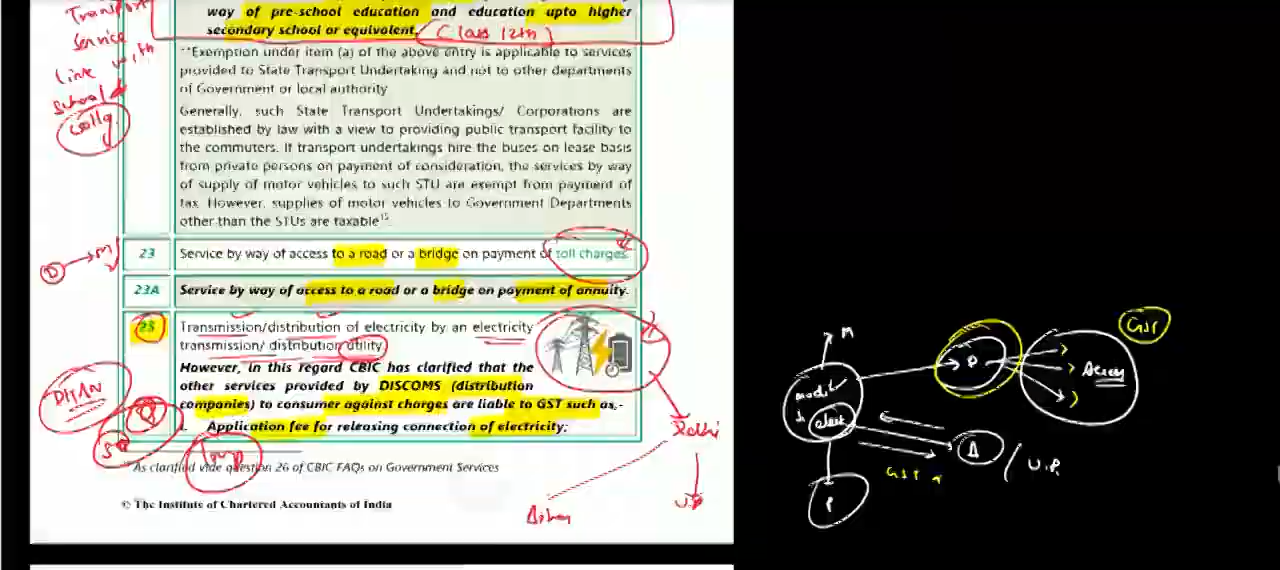 way of pre-school education and education upto higher
secondary school or equivalent.
(Class 12th)
Transport
Service
Link with
School
"Exemption under item (a) of the above entry is applicable to services
provided to State Transport Undertaking and not to other departments
of Government or local authority
Generally, such State Transport Undertakings/ Corporations are
established by law with a view to providing public transport facility to
the commuters. If transport undertakings hire the buses on lease basis
from private persons on payment of consideration, the services by way
of supply of motor vehicles to such STU are exempt from payment of
tax. However, supplies of motor vehicles to Government Departments
other than the STUs are taxable15
23 Service by way of access to a road or a bridge on payment of toll charges.
23A Service by way of access to a road or a bridge on payment of annuity.
25 Transmission/distribution of electricity by an electricity
transmission/ distribution utility
However, in this regard CBIC has clarified that the
other services provided by DISCOMS (distribution
companies) to consumer against charges are liable to GST such as,-
i. Application fee for releasing connection of electricity;
As clarified vide question 26 of CBIC FAQs on Government Services
© The Institute of Chartered Accountants of India
U.P
M
P
GST
elect
GST
U.P.
P